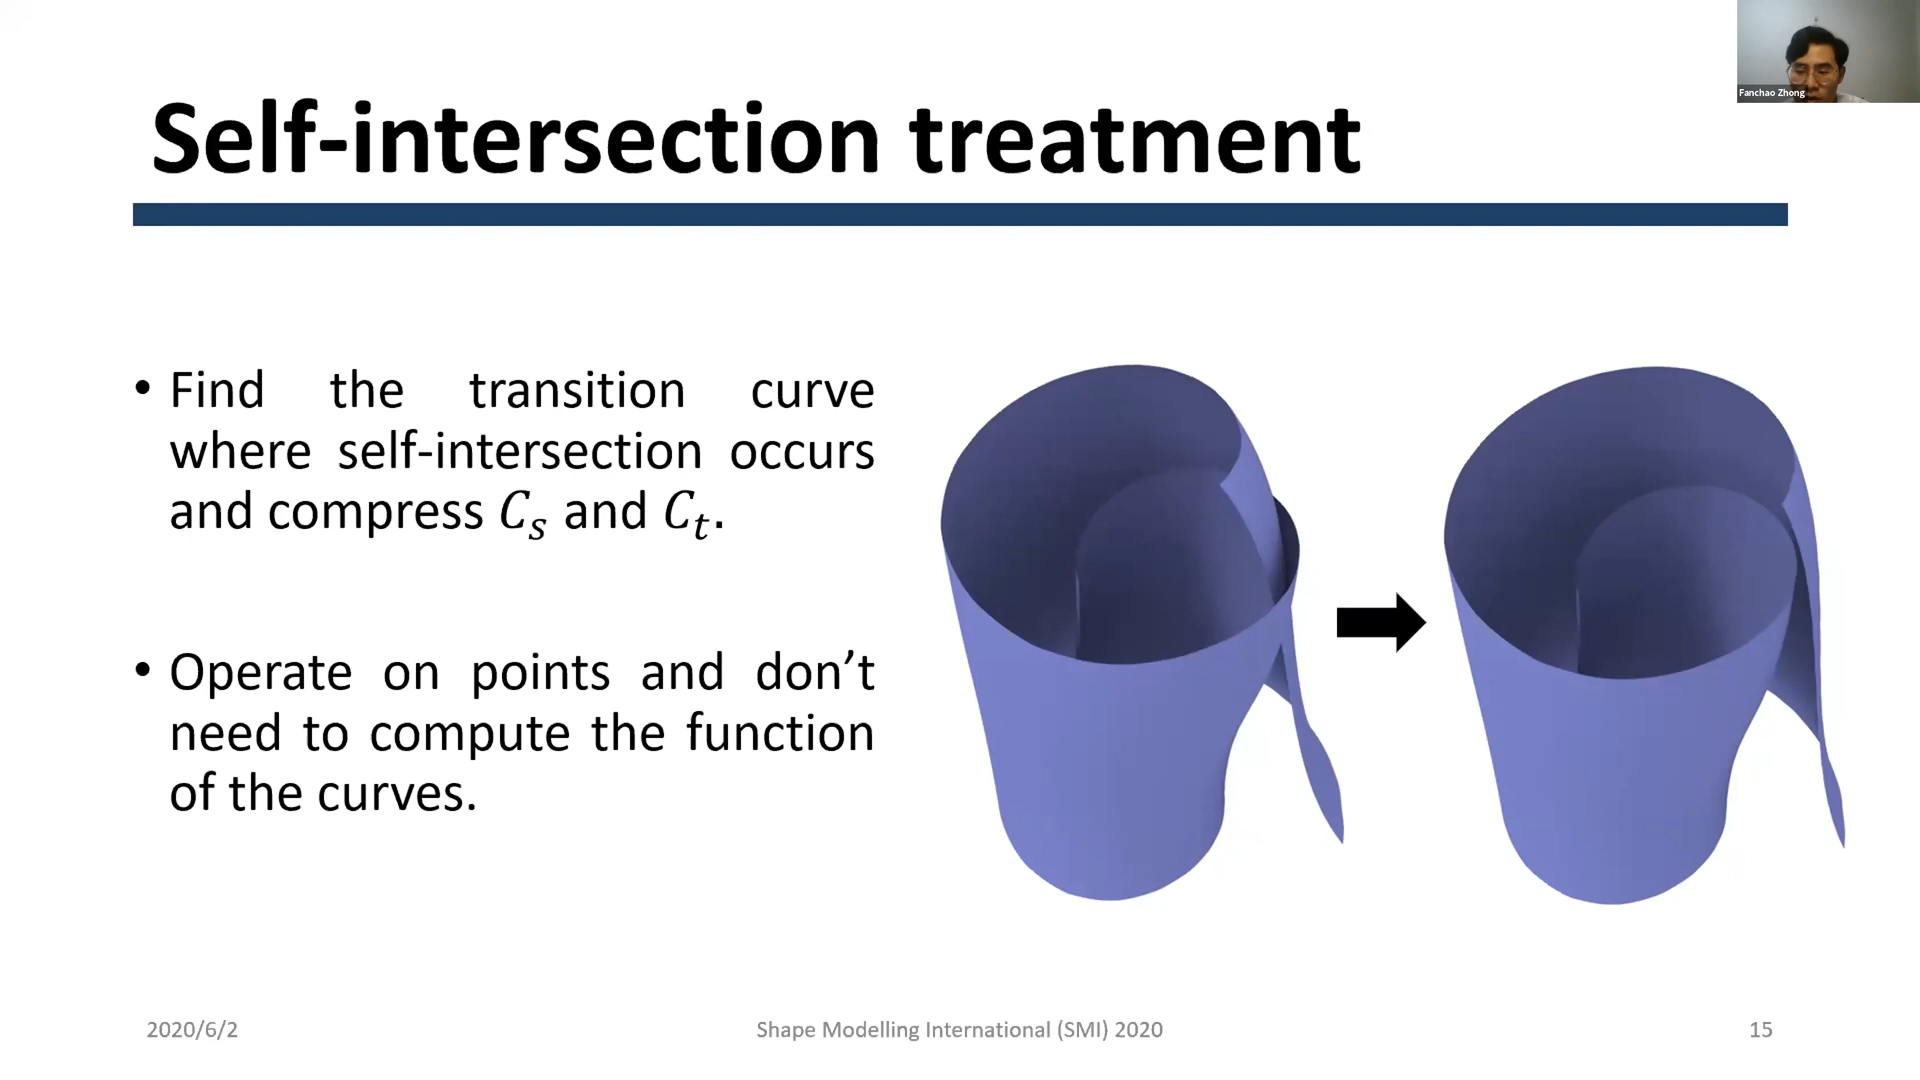 Fanchao Zhong
Self-intersection treatment
• Find the transition curve
where self-intersection occurs
and compress C_s and C_t.
• Operate on points and don’t
need to compute the function
of the curves.
2020/6/2
Shape Modelling International (SMI) 2020
15